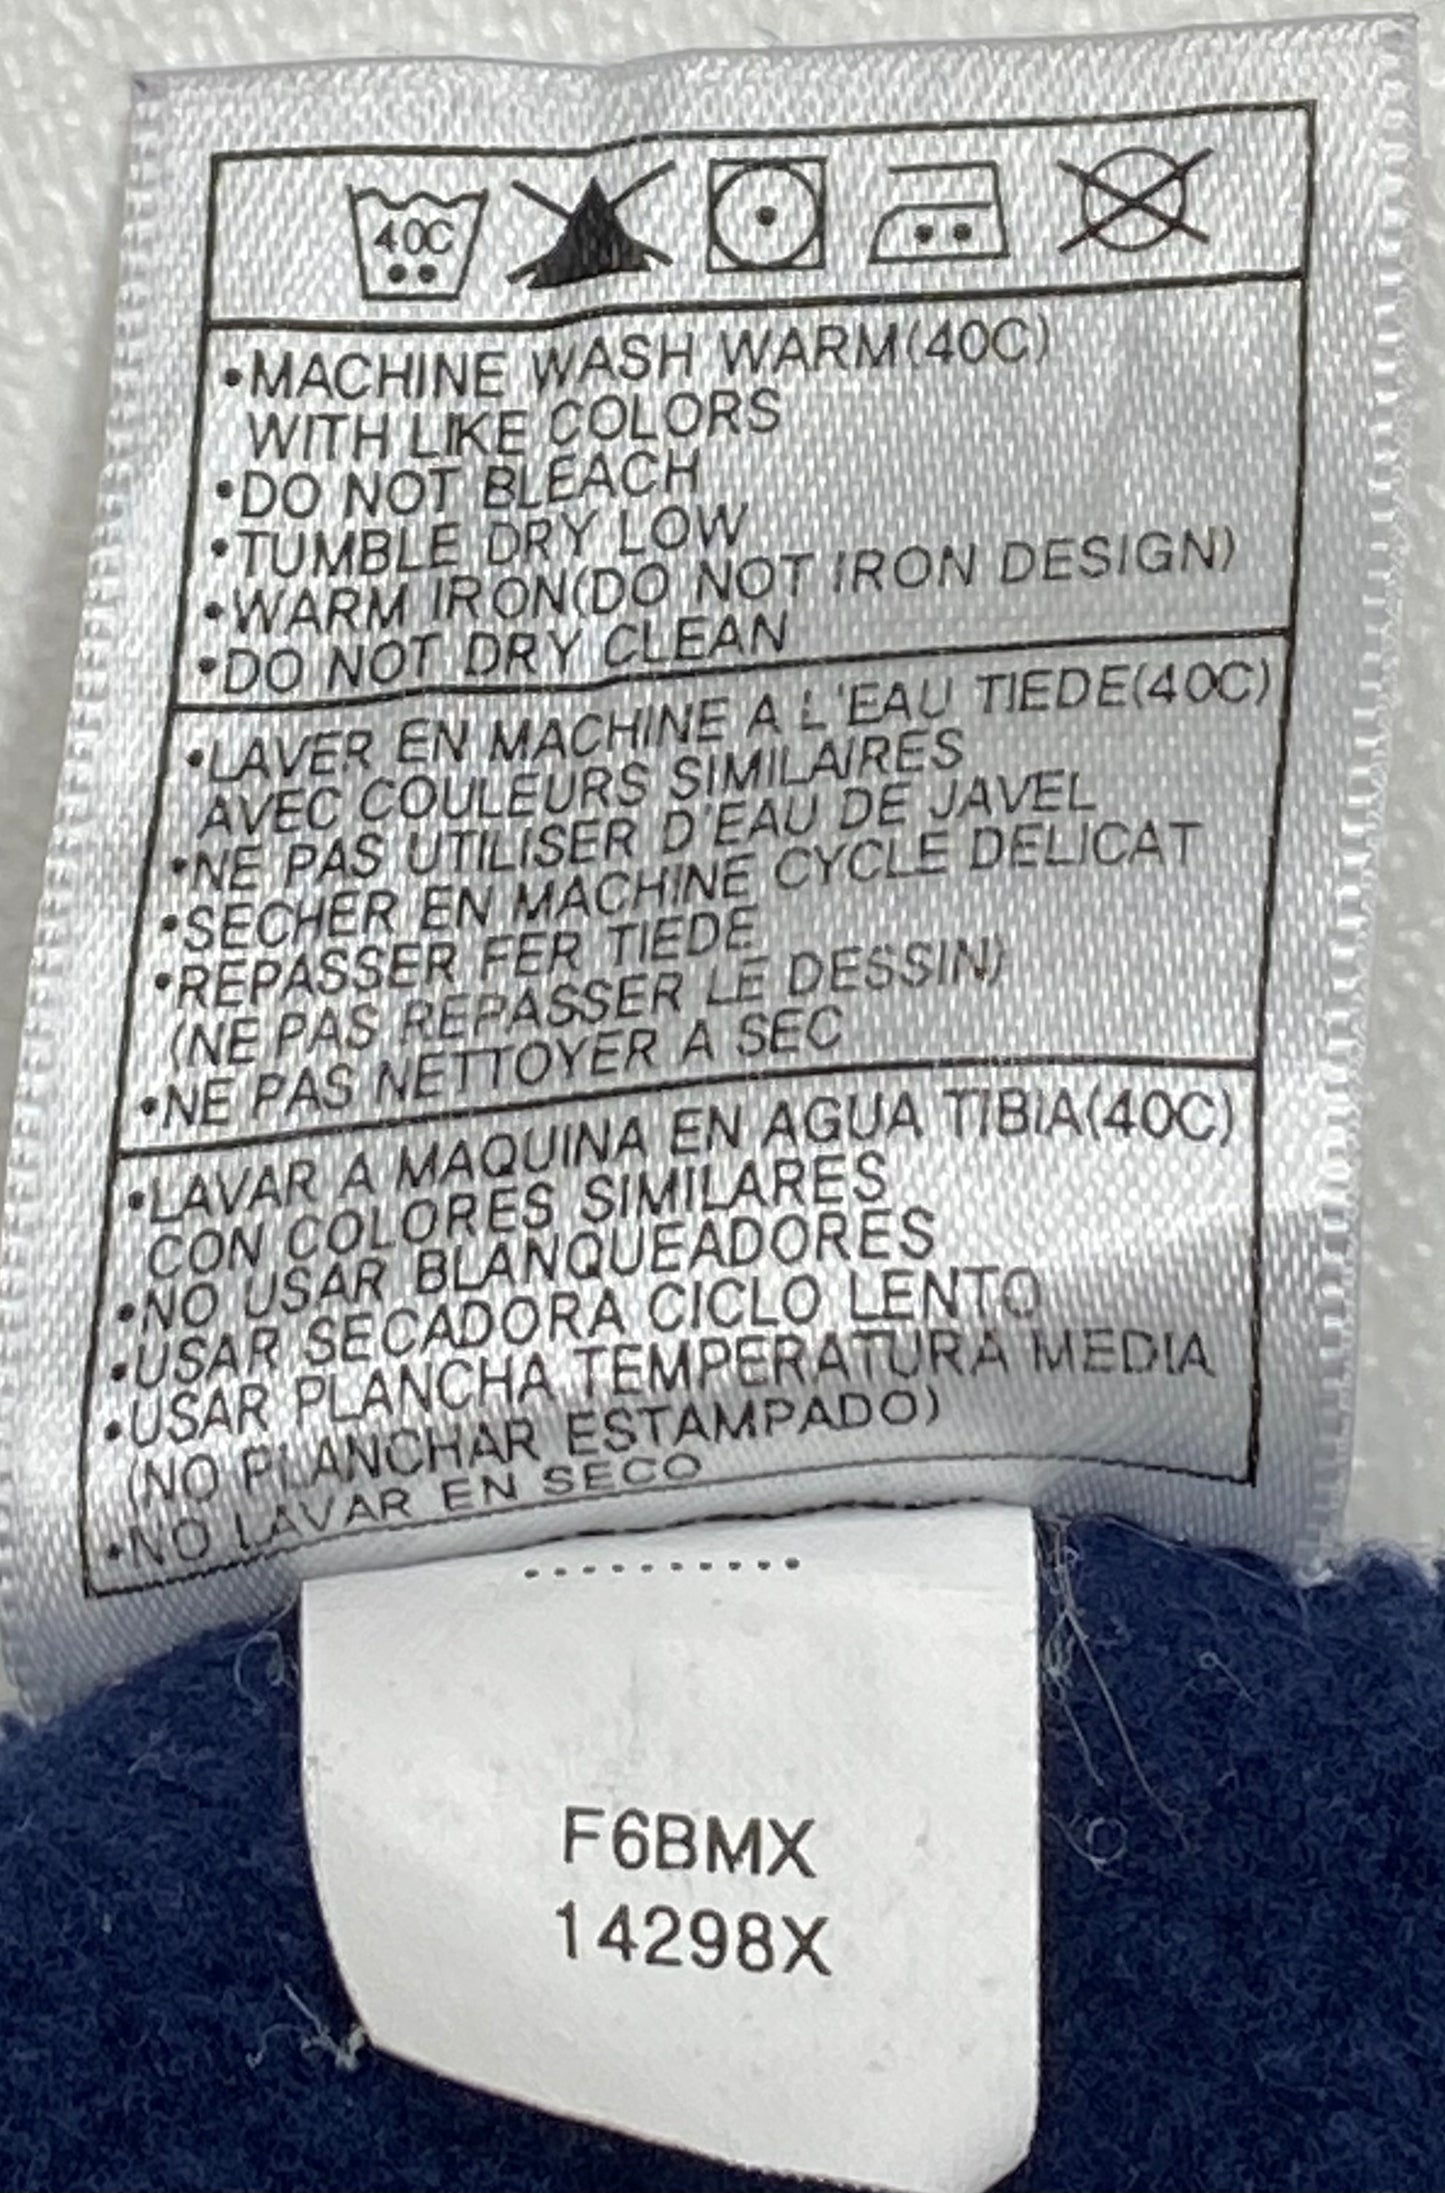 40C
•MACHINE WASH WARM(40C)
WITH LIKE COLORS
•DO NOT BLEACH
•TUMBLE DRY LOW
•WARM IRON(DO NOT IRON DESIGN)
•DO NOT DRY CLEAN
•LAVER EN MACHINE A L'EAU TIEDE(40C)
AVEC COULEURS SIMILAIRES
•NE PAS UTILISER D'EAU DE JAVEL
•SECHER EN MACHINE CYCLE DELICAT
•REPASSER FER TIEDE
(NE PAS REPASSER LE DESSIN)
•NE PAS NETTOYER A SEC
•LAVAR A MAQUINA EN AGUA TIBIA(40C)
CON COLORES SIMILARES
•NO USAR BLANQUEADORES
•USAR SECADORA CICLO LENTO
•USAR PLANCHA TEMPERATURA MEDIA
(NO PLANCHAR ESTAMPADO)
•NO LAVAR EN SECO
F6BMX
14298X